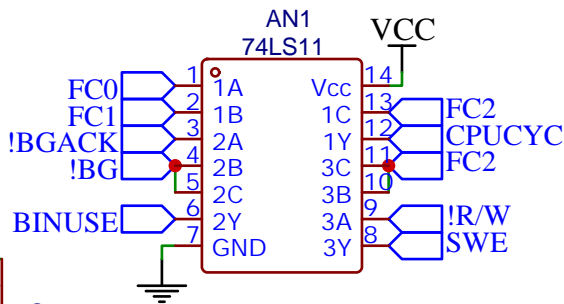 AN1
74LS11
VCC
FC0 1 1A Vcc 14
FC1 2 1B 1C 13 FC2
!BGACK 3 2A 1Y 12 CPUCYC
!BG 4 2B 3C 11 FC2
5 2C 3B 10
BINUSE 6 2Y 3A 9 !R/W
7 GND 3Y 8 SWE